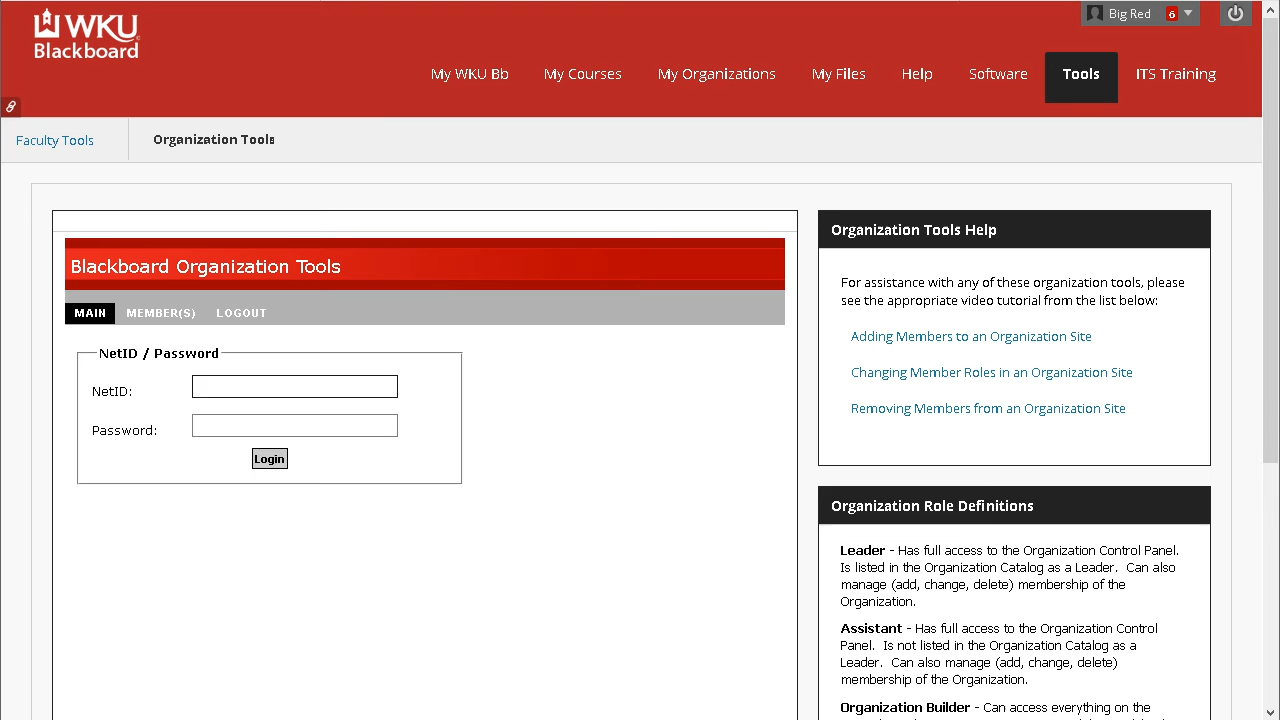 WKU
Blackboard
Big Red 6
My WKU Bb My Courses My Organizations My Files Help Software Tools ITS Training
Faculty Tools Organization Tools
Blackboard Organization Tools
MAIN MEMBER(S) LOGOUT
NetID / Password
NetID:
Password:
Login
Organization Tools Help
For assistance with any of these organization tools, please
see the appropriate video tutorial from the list below:
Adding Members to an Organization Site
Changing Member Roles in an Organization Site
Removing Members from an Organization Site
Organization Role Definitions
Leader - Has full access to the Organization Control Panel.
Is listed in the Organization Catalog as a Leader. Can also
manage (add, change, delete) membership of the
Organization.
Assistant - Has full access to the Organization Control
Panel. Is not listed in the Organization Catalog as a
Leader. Can also manage (add, change, delete)
membership of the Organization.
Organization Builder - Can access everything on the